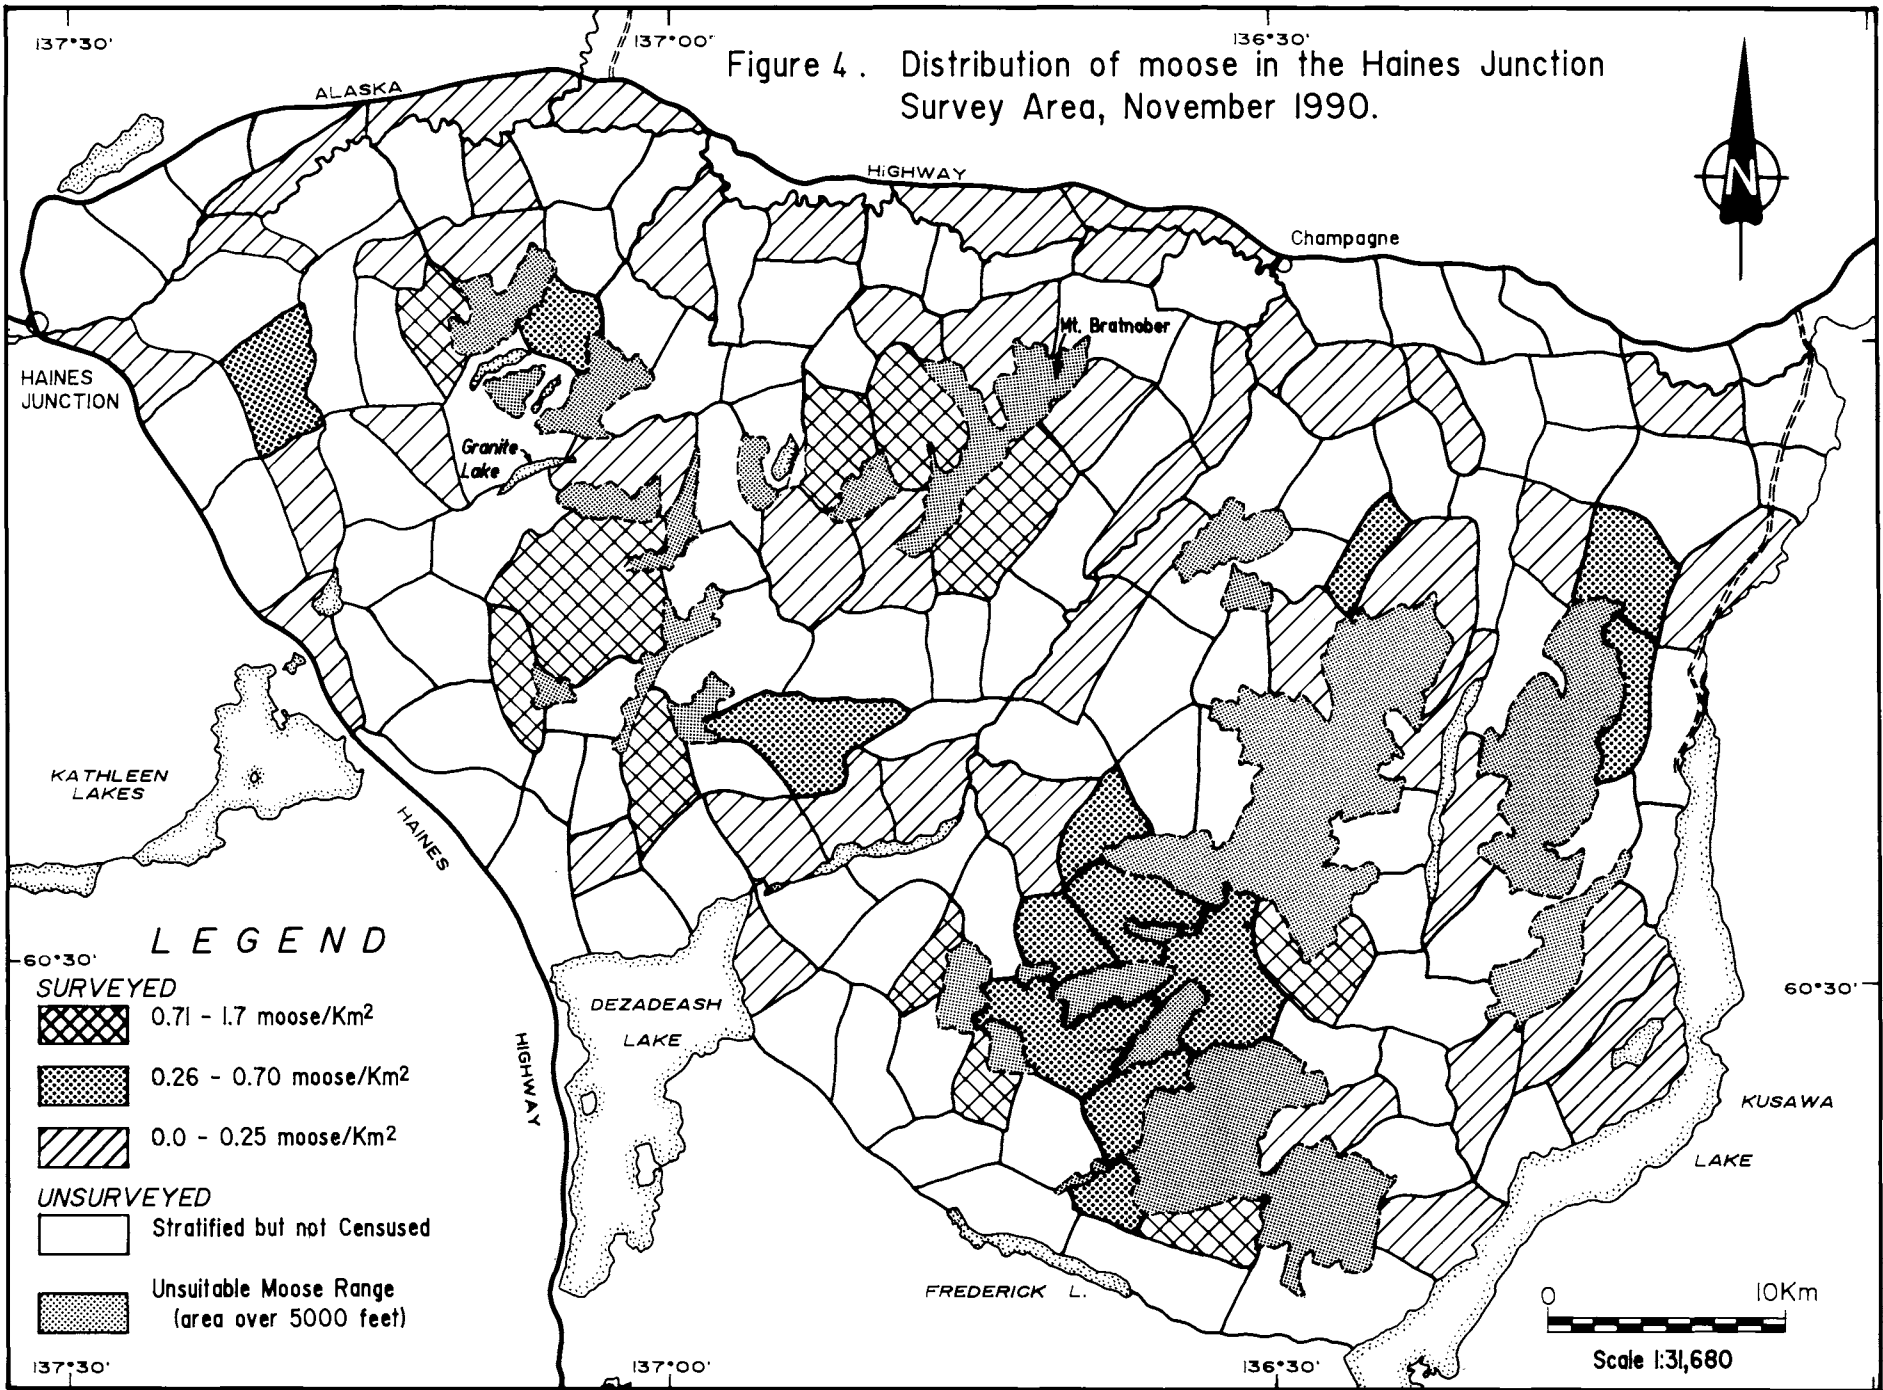 137°30'
137°00'
136°30'
Figure 4. Distribution of moose in the Haines Junction
Survey Area, November 1990.
ALASKA
HIGHWAY
N
Champagne
Mt. Bratnober
HAINES
JUNCTION
Granite
Lake
KATHLEEN
LAKES
HAINES
HIGHWAY
LEGEND
60°30'
SURVEYED
0.71 - 1.7 moose/Km2
0.26 - 0.70 moose/Km2
0.0 - 0.25 moose/Km2
UNSURVEYED
Stratified but not Censused
Unsuitable Moose Range
(area over 5000 feet)
DEZADEASH
LAKE
60°30'
KUSAWA
LAKE
FREDERICK L.
0 10Km
Scale 1:31,680
137°30'
137°00'
136°30'